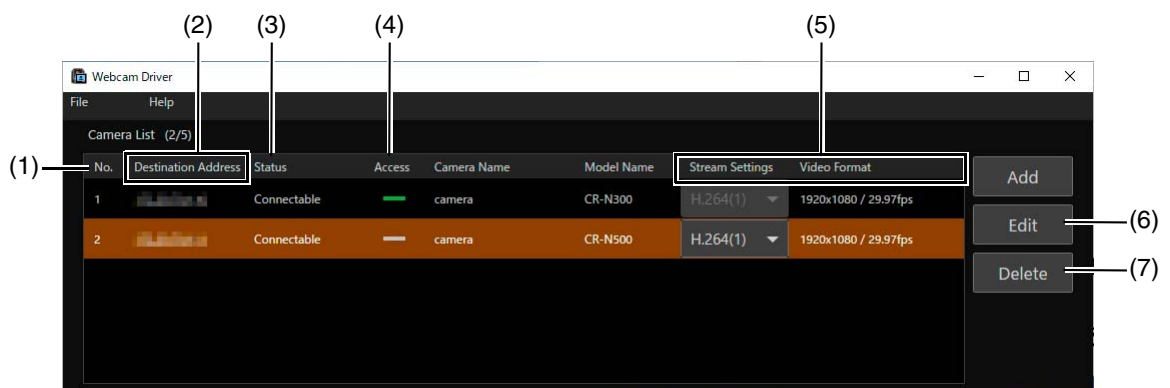 (2) (3) (4) (5)
Webcam Driver
File Help
Camera List (2/5)
(1) No. Destination Address Status Access Camera Name Model Name Stream Settings Video Format
Add
1 Connectable camera CR-N300 H.264(1) 1920x1080 / 29.97fps
Edit (6)
2 Connectable camera CR-N500 H.264(1) 1920x1080 / 29.97fps
Delete (7)